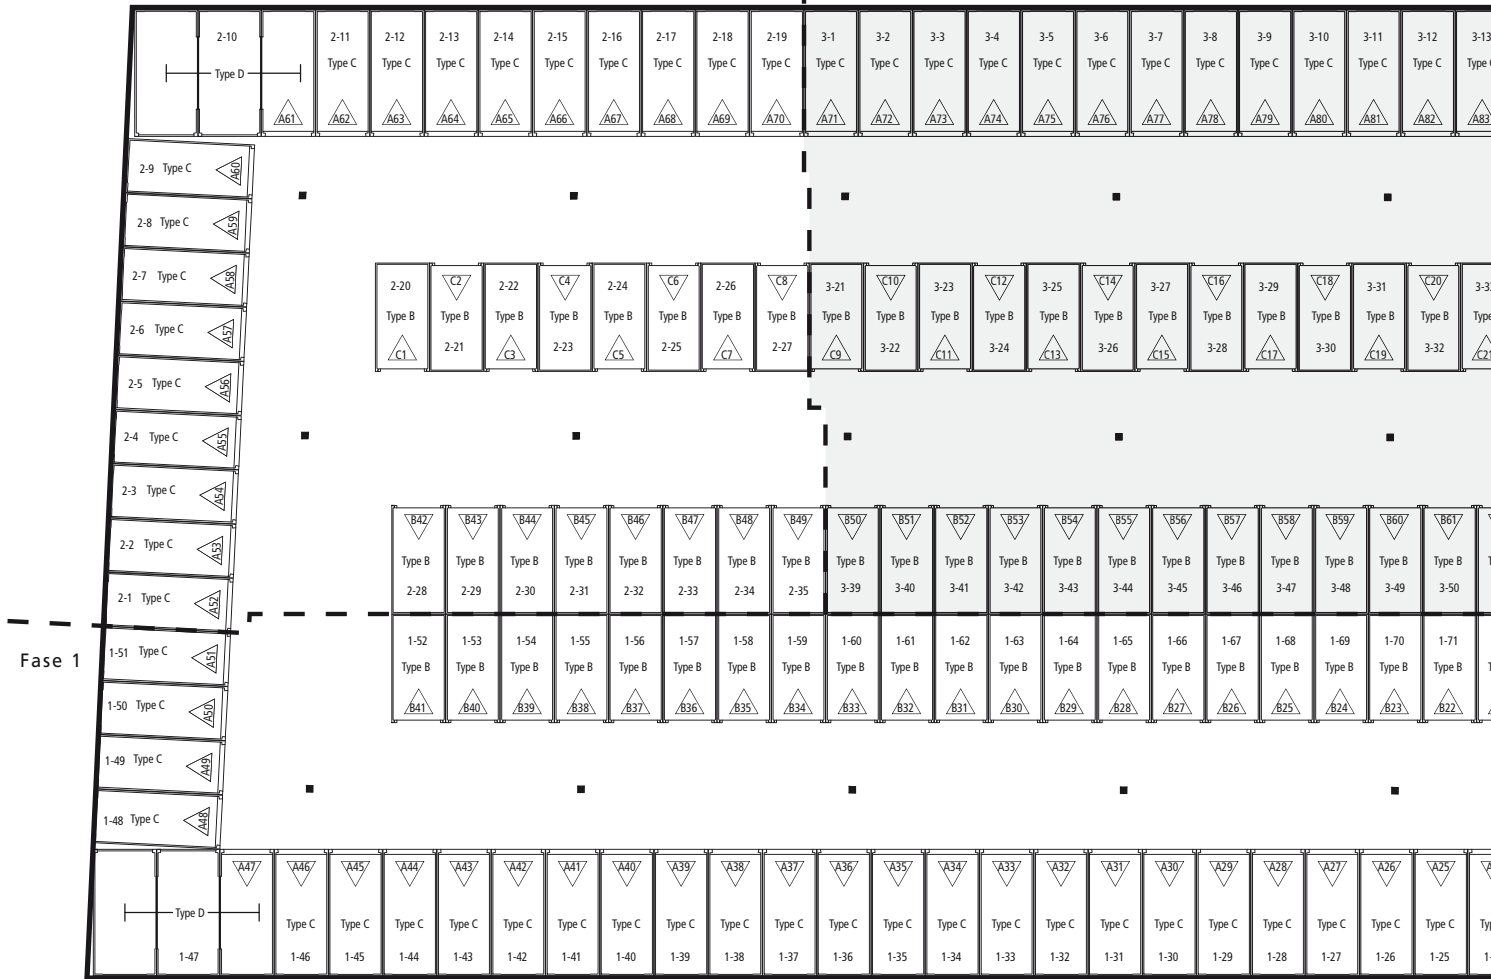 2-10 2-11 2-12 2-13 2-14 2-15 2-16 2-17 2-18 2-19 3-1 3-2 3-3 3-4 3-5 3-6 3-7 3-8 3-9 3-10 3-11 3-12 3-13
Type D Type C Type C Type C Type C Type C Type C Type C Type C Type C Type C Type C Type C Type C Type C Type C Type C Type C Type C Type C Type C Type C
A61 A62 A63 A64 A65 A66 A67 A68 A69 A70 A71 A72 A73 A74 A75 A76 A77 A78 A79 A80 A81 A82 A83
2-9 Type C A60
2-8 Type C A59
2-7 Type C A58
2-6 Type C A57
2-5 Type C A56
2-4 Type C A55
2-3 Type C A54
2-2 Type C A53
2-1 Type C A52
Fase 1
1-51 Type C A51
1-50 Type C A50
1-49 Type C A49
1-48 Type C A48
2-20 C2 2-22 C4 2-24 C6 2-26 C8 3-21 C10 3-23 C12 3-25 C14 3-27 C16 3-29 C18 3-31 C20
Type B Type B Type B Type B Type B Type B Type B Type B Type B Type B Type B Type B Type B Type B Type B Type B Type B Type B Type B Type B
C1 2-21 C3 2-23 C5 2-25 C7 2-27 C9 3-22 C11 3-24 C13 3-26 C15 3-28 C17 3-30 C19 3-32 C21
B42 B43 B44 B45 B46 B47 B48 B49 B50 B51 B52 B53 B54 B55 B56 B57 B58 B59 B60 B61
Type B Type B Type B Type B Type B Type B Type B Type B Type B Type B Type B Type B Type B Type B Type B Type B Type B Type B Type B Type B
2-28 2-29 2-30 2-31 2-32 2-33 2-34 2-35 3-39 3-40 3-41 3-42 3-43 3-44 3-45 3-46 3-47 3-48 3-49 3-50
1-52 1-53 1-54 1-55 1-56 1-57 1-58 1-59 1-60 1-61 1-62 1-63 1-64 1-65 1-66 1-67 1-68 1-69 1-70 1-71
Type B Type B Type B Type B Type B Type B Type B Type B Type B Type B Type B Type B Type B Type B Type B Type B Type B Type B Type B Type B
B41 B40 B39 B38 B37 B36 B35 B34 B33 B32 B31 B30 B29 B28 B27 B26 B25 B24 B23 B22
A47 A46 A45 A44 A43 A42 A41 A40 A39 A38 A37 A36 A35 A34 A33 A32 A31 A30 A29 A28 A27 A26 A25
Type D Type C Type C Type C Type C Type C Type C Type C Type C Type C Type C Type C Type C Type C Type C Type C Type C Type C Type C Type C Type C Type C Type C
1-47 1-46 1-45 1-44 1-43 1-42 1-41 1-40 1-39 1-38 1-37 1-36 1-35 1-34 1-33 1-32 1-31 1-30 1-29 1-28 1-27 1-26 1-25